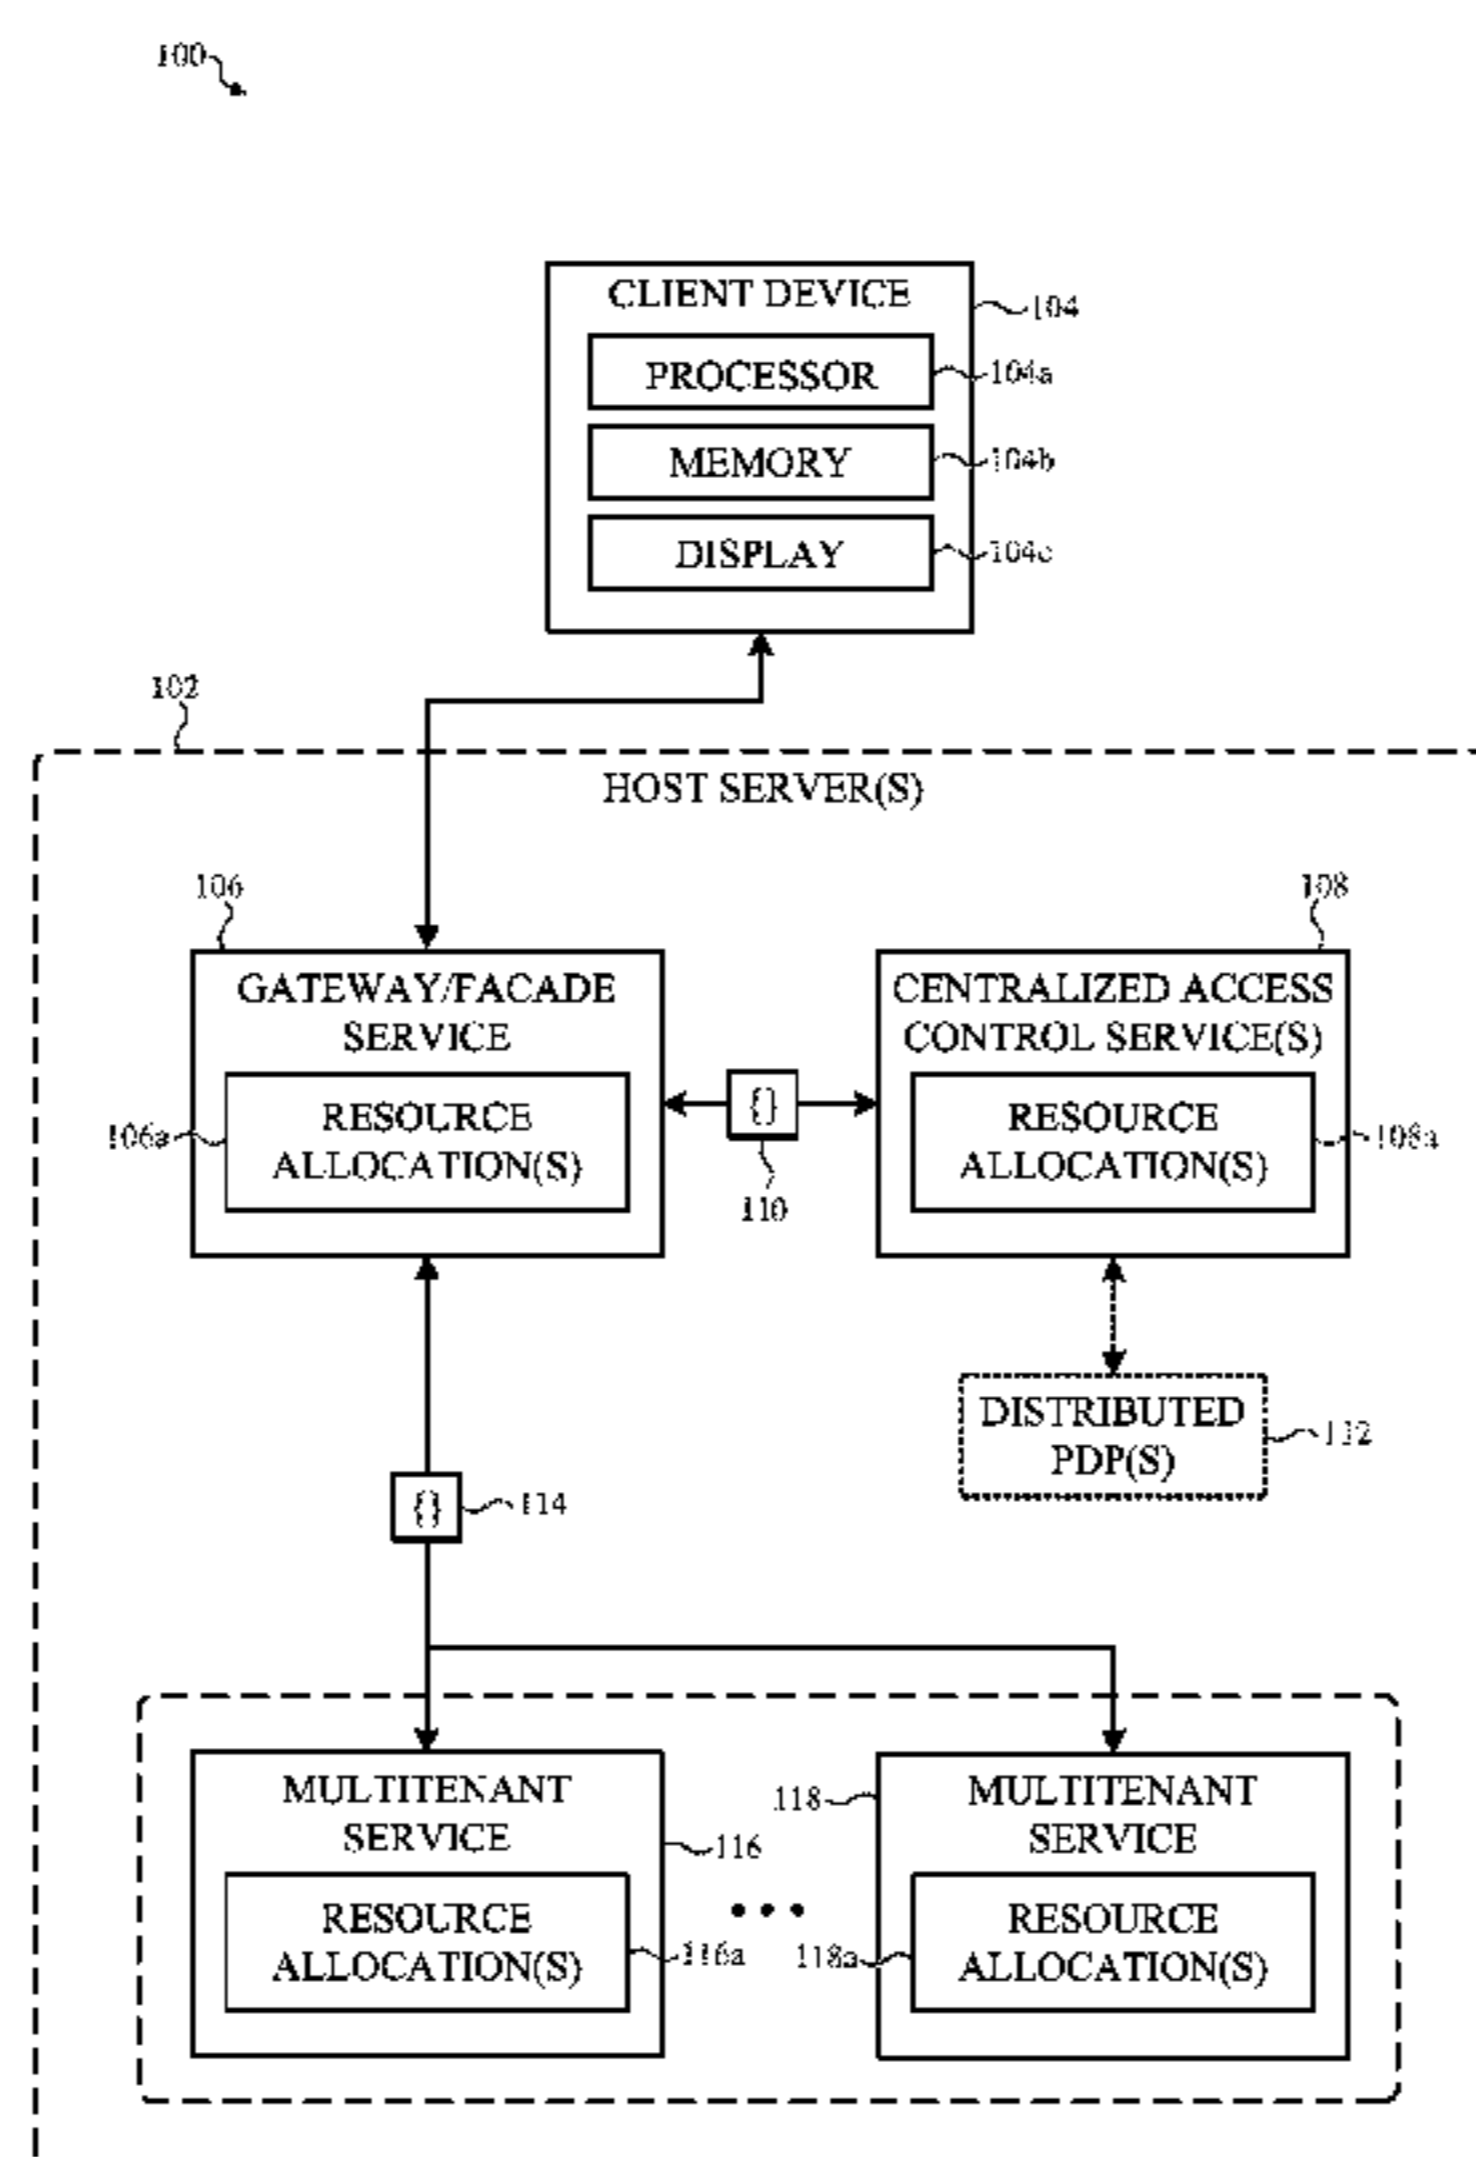 100
CLIENT DEVICE
104
PROCESSOR
104a
MEMORY
104b
DISPLAY
104c
102
HOST SERVER(S)
106
108
GATEWAY/FACADE
SERVICE
CENTRALIZED ACCESS
CONTROL SERVICE(S)
106a
RESOURCE
ALLOCATION(S)
{}
110
RESOURCE
ALLOCATION(S)
108a
DISTRIBUTED
PDP(S)
112
{}
114
MULTITENANT
SERVICE
116
RESOURCE
ALLOCATION(S)
116a
118
MULTITENANT
SERVICE
118a
RESOURCE
ALLOCATION(S)